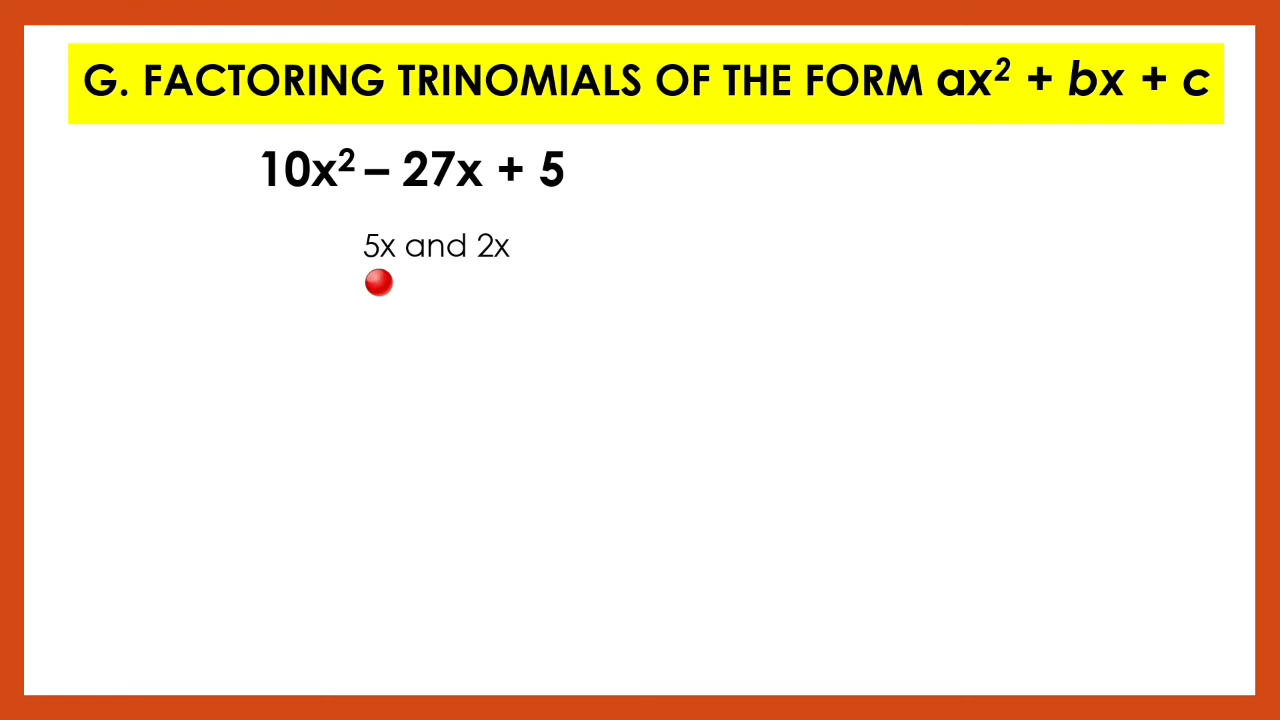 G. FACTORING TRINOMIALS OF THE FORM ax² + bx + c
10x² – 27x + 5
5x and 2x